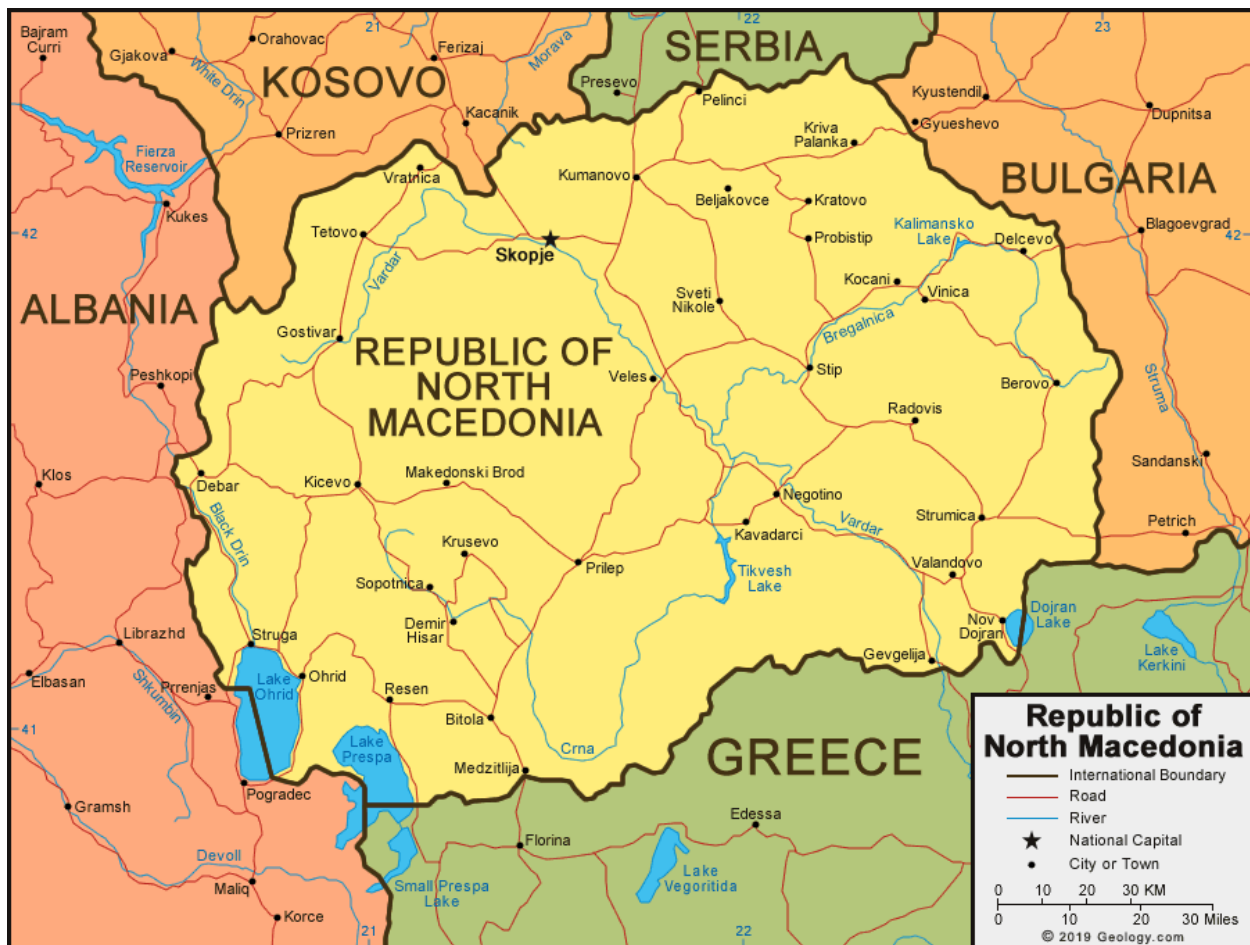 21
22
23
Bajram
Curri
Gjakova
Orahovac
Ferizaj
White Drin
KOSOVO
Morava
SERBIA
Presevo
Pelinci
Kyustendil
Dupnitsa
Gyueshevo
Kacanik
Prizren
Fierza
Reservoir
Kriva
Palanka
BULGARIA
Vratnica
Kumanovo
Beljakovce
Kratovo
Kukes
Tetovo
Probistip
Kalimansko
Lake
Delcevo
Blagoevgrad
42
42
Skopje
Vardar
ALBANIA
Sveti
Nikole
Kocani
Vinica
Bregalnica
Gostivar
REPUBLIC OF
NORTH
MACEDONIA
Peshkopi
Veles
Stip
Berovo
Struma
Radovis
Klos
Debar
Kicevo
Makedonski Brod
Sandanski
Negotino
Black Drin
Vardar
Strumica
Petrich
Kavadarci
Krusevo
Prilep
Valandovo
Sopotnica
Tikvesh
Lake
Demir
Hisar
Nov
Dojran
Dojran
Lake
Librazhd
Struga
Gevgelija
Lake
Kerkini
Elbasan
Shkumbin
Prrenjas
Lake
Ohrid
Ohrid
Resen
Bitola
41
Lake
Prespa
Crna
GREECE
Medzitlija
Pogradec
Gramsh
Florina
Edessa
Devoll
Maliq
Small Prespa
Lake
Lake
Vegoritida
Korce
21
22
Republic of
North Macedonia
International Boundary
Road
River
National Capital
City or Town
0 10 20 30 KM
0 10 20 30 Miles
© 2019 Geology.com